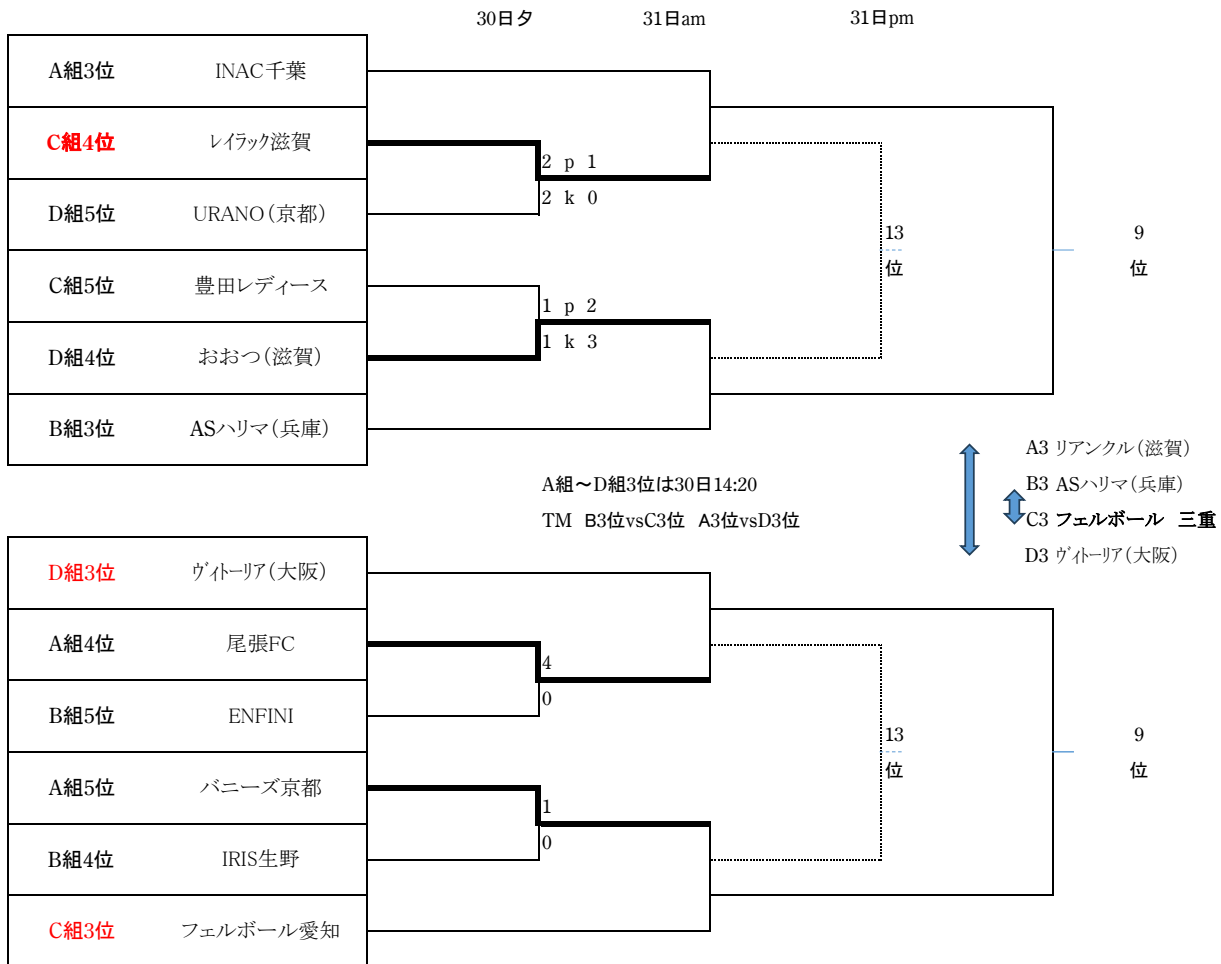 30日夕 31日am 31日pm
A組3位 INAC千葉
C組4位 レイラック滋賀
2 p 1
2 k 0
D組5位 URANO(京都)
13
位
9
位
C組5位 豊田レディース
1 p 2
1 k 3
D組4位 おおつ(滋賀)
B組3位 ASハリマ(兵庫)
A3 リアンクル(滋賀)
B3 ASハリマ(兵庫)
C3 フェルボール 三重
D3 ヴィトーリア(大阪)
A組~D組3位は30日14:20
TM B3位vsC3位 A3位vsD3位
D組3位 ヴィトーリア(大阪)
A組4位 尾張FC
4
0
B組5位 ENFINI
13
位
9
位
A組5位 バニーズ京都
1
0
B組4位 IRIS生野
C組3位 フェルボール愛知